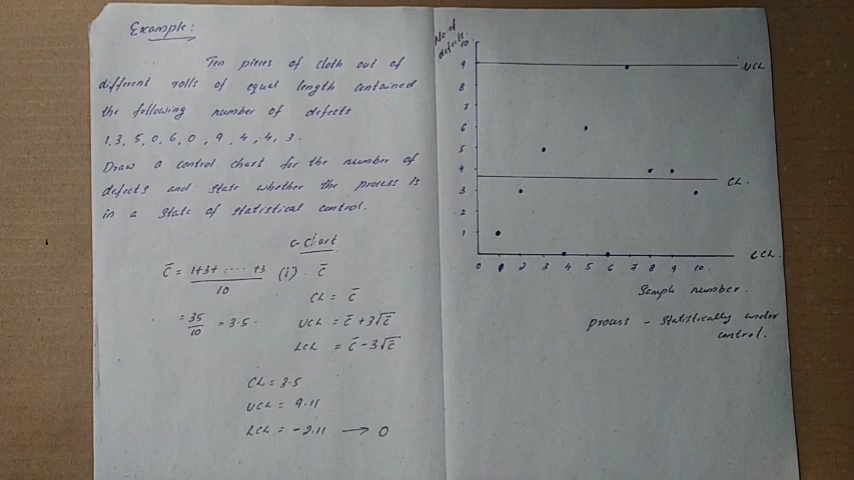 Example:
Ten pieces of cloth out of
different rolls of equal length contained
the following number of defects
1, 3, 5, 0, 6, 0, 9, 4, 4, 3.
Draw a control chart for the number of
defects and state whether the process is
in a state of statistical control.
C-Chart
C̄ = 1+3+ ..... +3 / 10
(i) C̄
CL = C̄
= 35/10 = 3.5.
UCL = C̄ + 3√C̄
LCL = C̄ - 3√C̄
CL = 3.5
UCL = 9.11
LCL = -2.11 → 0
No. of
defects
10
9
UCL
8
7
6
5
4
CL.
3
2
1
LCL.
0 1 2 3 4 5 6 7 8 9 10
Sample number.
process - Statistically under
control.